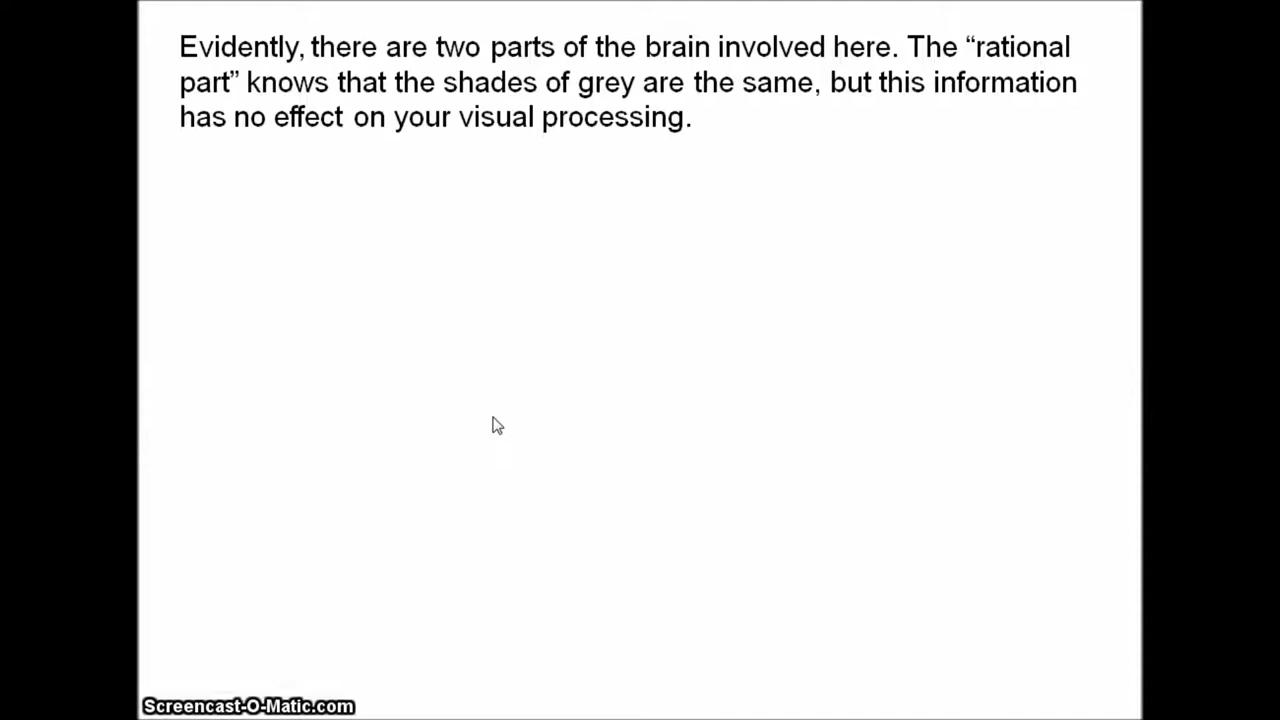 Evidently, there are two parts of the brain involved here. The “rational
part” knows that the shades of grey are the same, but this information
has no effect on your visual processing.
Screencast-O-Matic.com